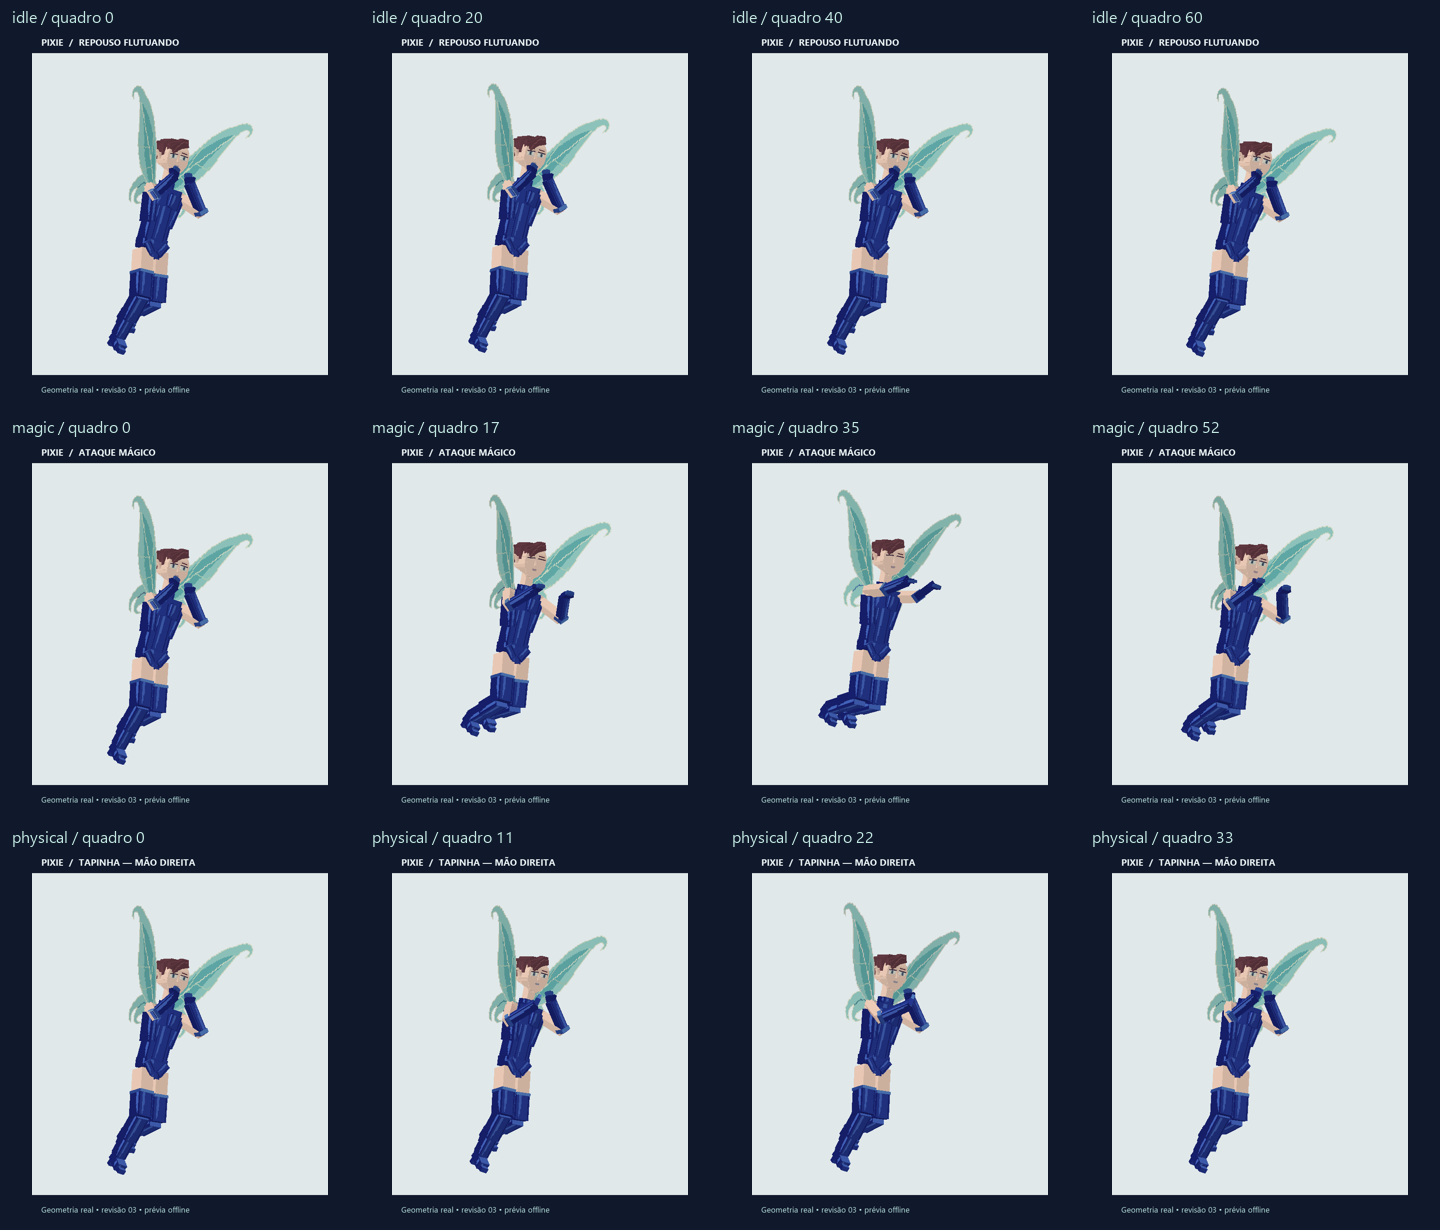 idle / quadro 0
PIXIE / REPOUSO FLUTUANDO
Geometria real • revisão 03 • prévia offline
idle / quadro 20
PIXIE / REPOUSO FLUTUANDO
Geometria real • revisão 03 • prévia offline
idle / quadro 40
PIXIE / REPOUSO FLUTUANDO
Geometria real • revisão 03 • prévia offline
idle / quadro 60
PIXIE / REPOUSO FLUTUANDO
Geometria real • revisão 03 • prévia offline
magic / quadro 0
PIXIE / ATAQUE MÁGICO
Geometria real • revisão 03 • prévia offline
magic / quadro 17
PIXIE / ATAQUE MÁGICO
Geometria real • revisão 03 • prévia offline
magic / quadro 35
PIXIE / ATAQUE MÁGICO
Geometria real • revisão 03 • prévia offline
magic / quadro 52
PIXIE / ATAQUE MÁGICO
Geometria real • revisão 03 • prévia offline
physical / quadro 0
PIXIE / TAPINHA — MÃO DIREITA
Geometria real • revisão 03 • prévia offline
physical / quadro 11
PIXIE / TAPINHA — MÃO DIREITA
Geometria real • revisão 03 • prévia offline
physical / quadro 22
PIXIE / TAPINHA — MÃO DIREITA
Geometria real • revisão 03 • prévia offline
physical / quadro 33
PIXIE / TAPINHA — MÃO DIREITA
Geometria real • revisão 03 • prévia offline